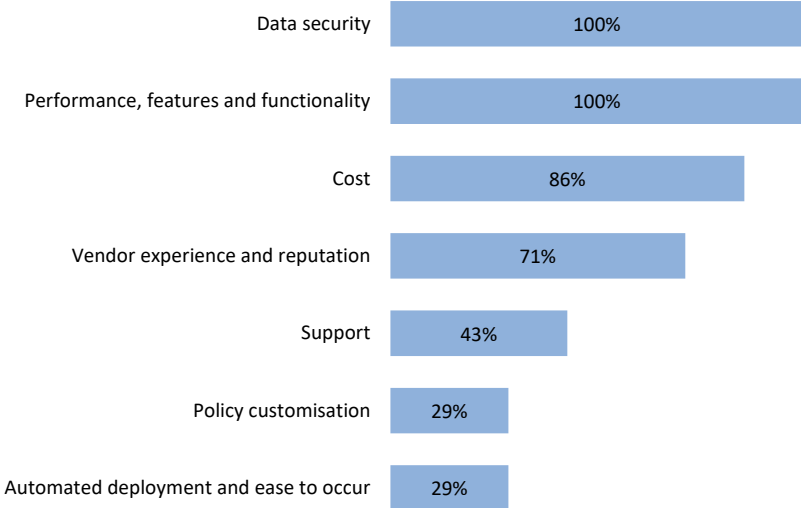 Data security 100%
Performance, features and functionality 100%
Cost 86%
Vendor experience and reputation 71%
Support 43%
Policy customisation 29%
Automated deployment and ease to occur 29%